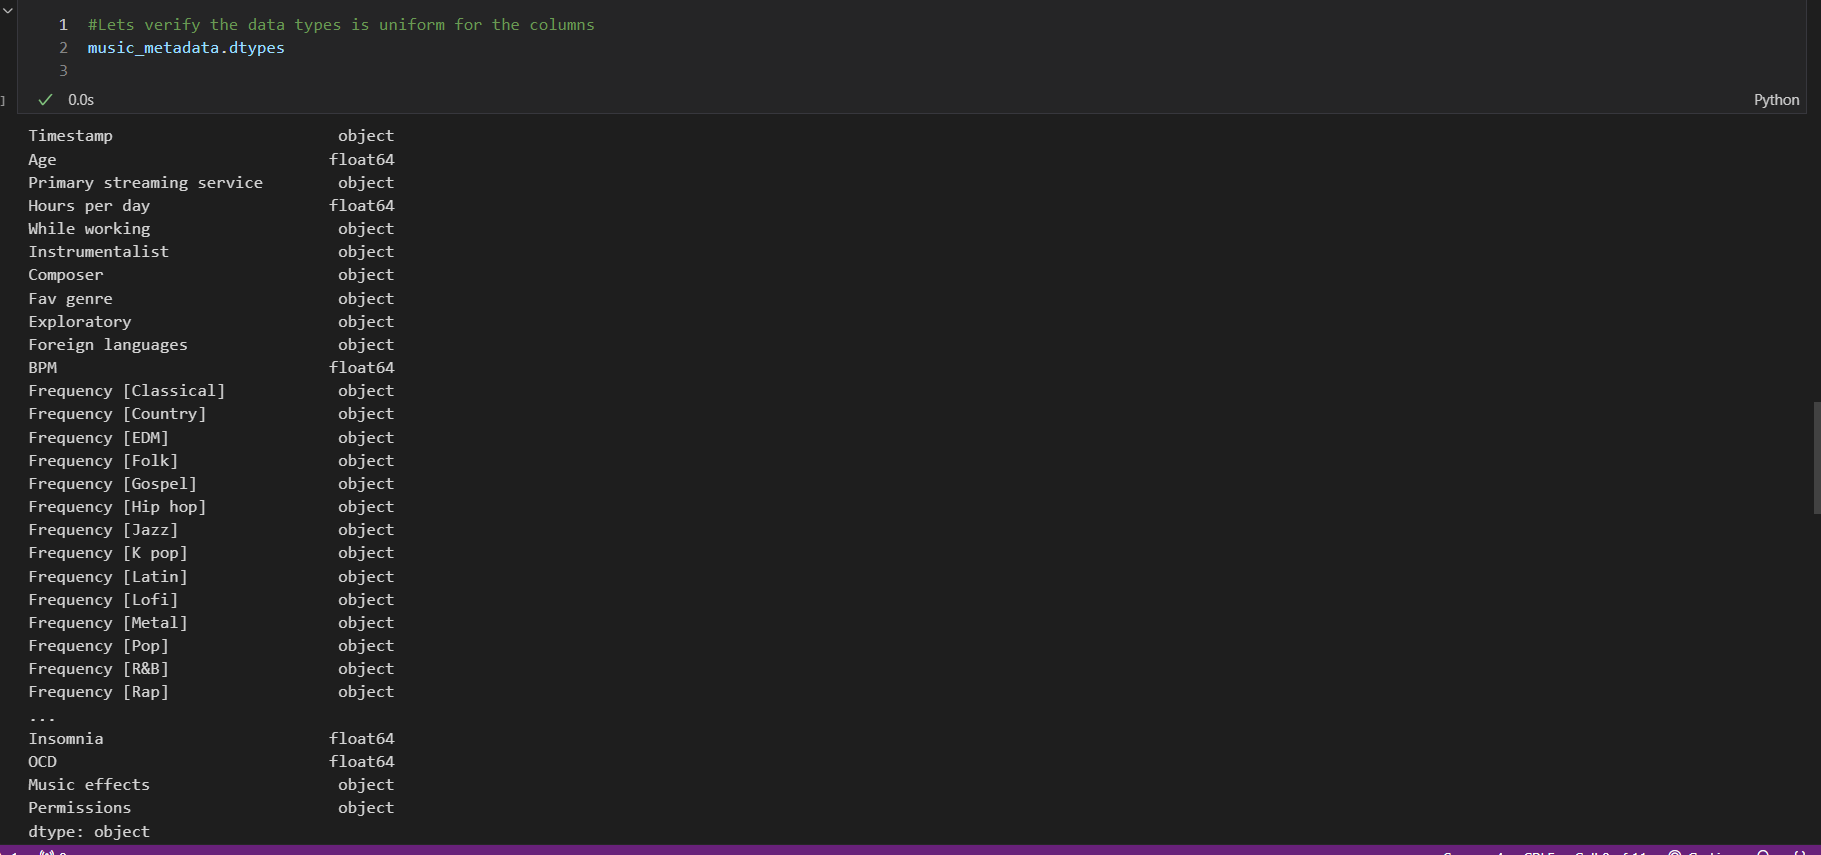 1 #Lets verify the data types is uniform for the columns
2 music_metadata.dtypes
3
] 0.0s Python
Timestamp object
Age float64
Primary streaming service object
Hours per day float64
While working object
Instrumentalist object
Composer object
Fav genre object
Exploratory object
Foreign languages object
BPM float64
Frequency [Classical] object
Frequency [Country] object
Frequency [EDM] object
Frequency [Folk] object
Frequency [Gospel] object
Frequency [Hip hop] object
Frequency [Jazz] object
Frequency [K pop] object
Frequency [Latin] object
Frequency [Lofi] object
Frequency [Metal] object
Frequency [Pop] object
Frequency [R&B] object
Frequency [Rap] object
...
Insomnia float64
OCD float64
Music effects object
Permissions object
dtype: object